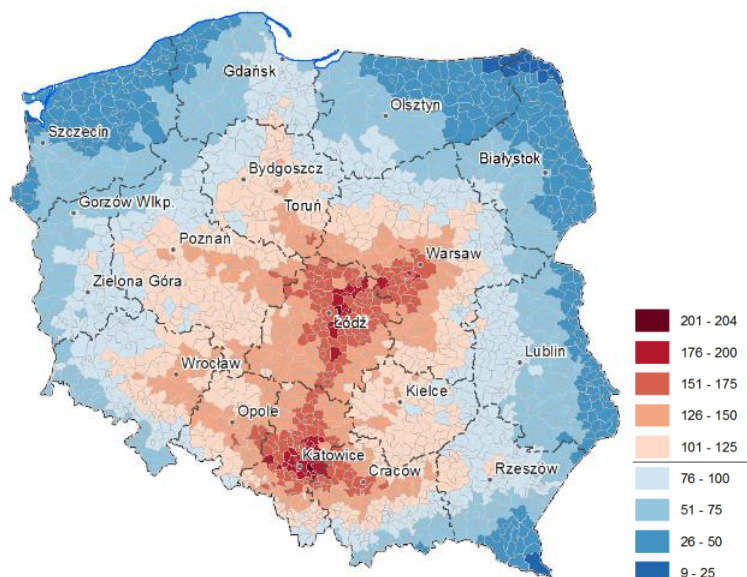 Gdańsk
Olsztyn
Szczecin
Białystok
Bydgoszcz
Gorzów Wlkp.
Toruń
Poznań
Warsaw
Zielona Góra
Łódź
Lublin
Wrocław
Kielce
Opole
Katowice
Craców
Rzeszów
201 - 204
176 - 200
151 - 175
126 - 150
101 - 125
76 - 100
51 - 75
26 - 50
9 - 25